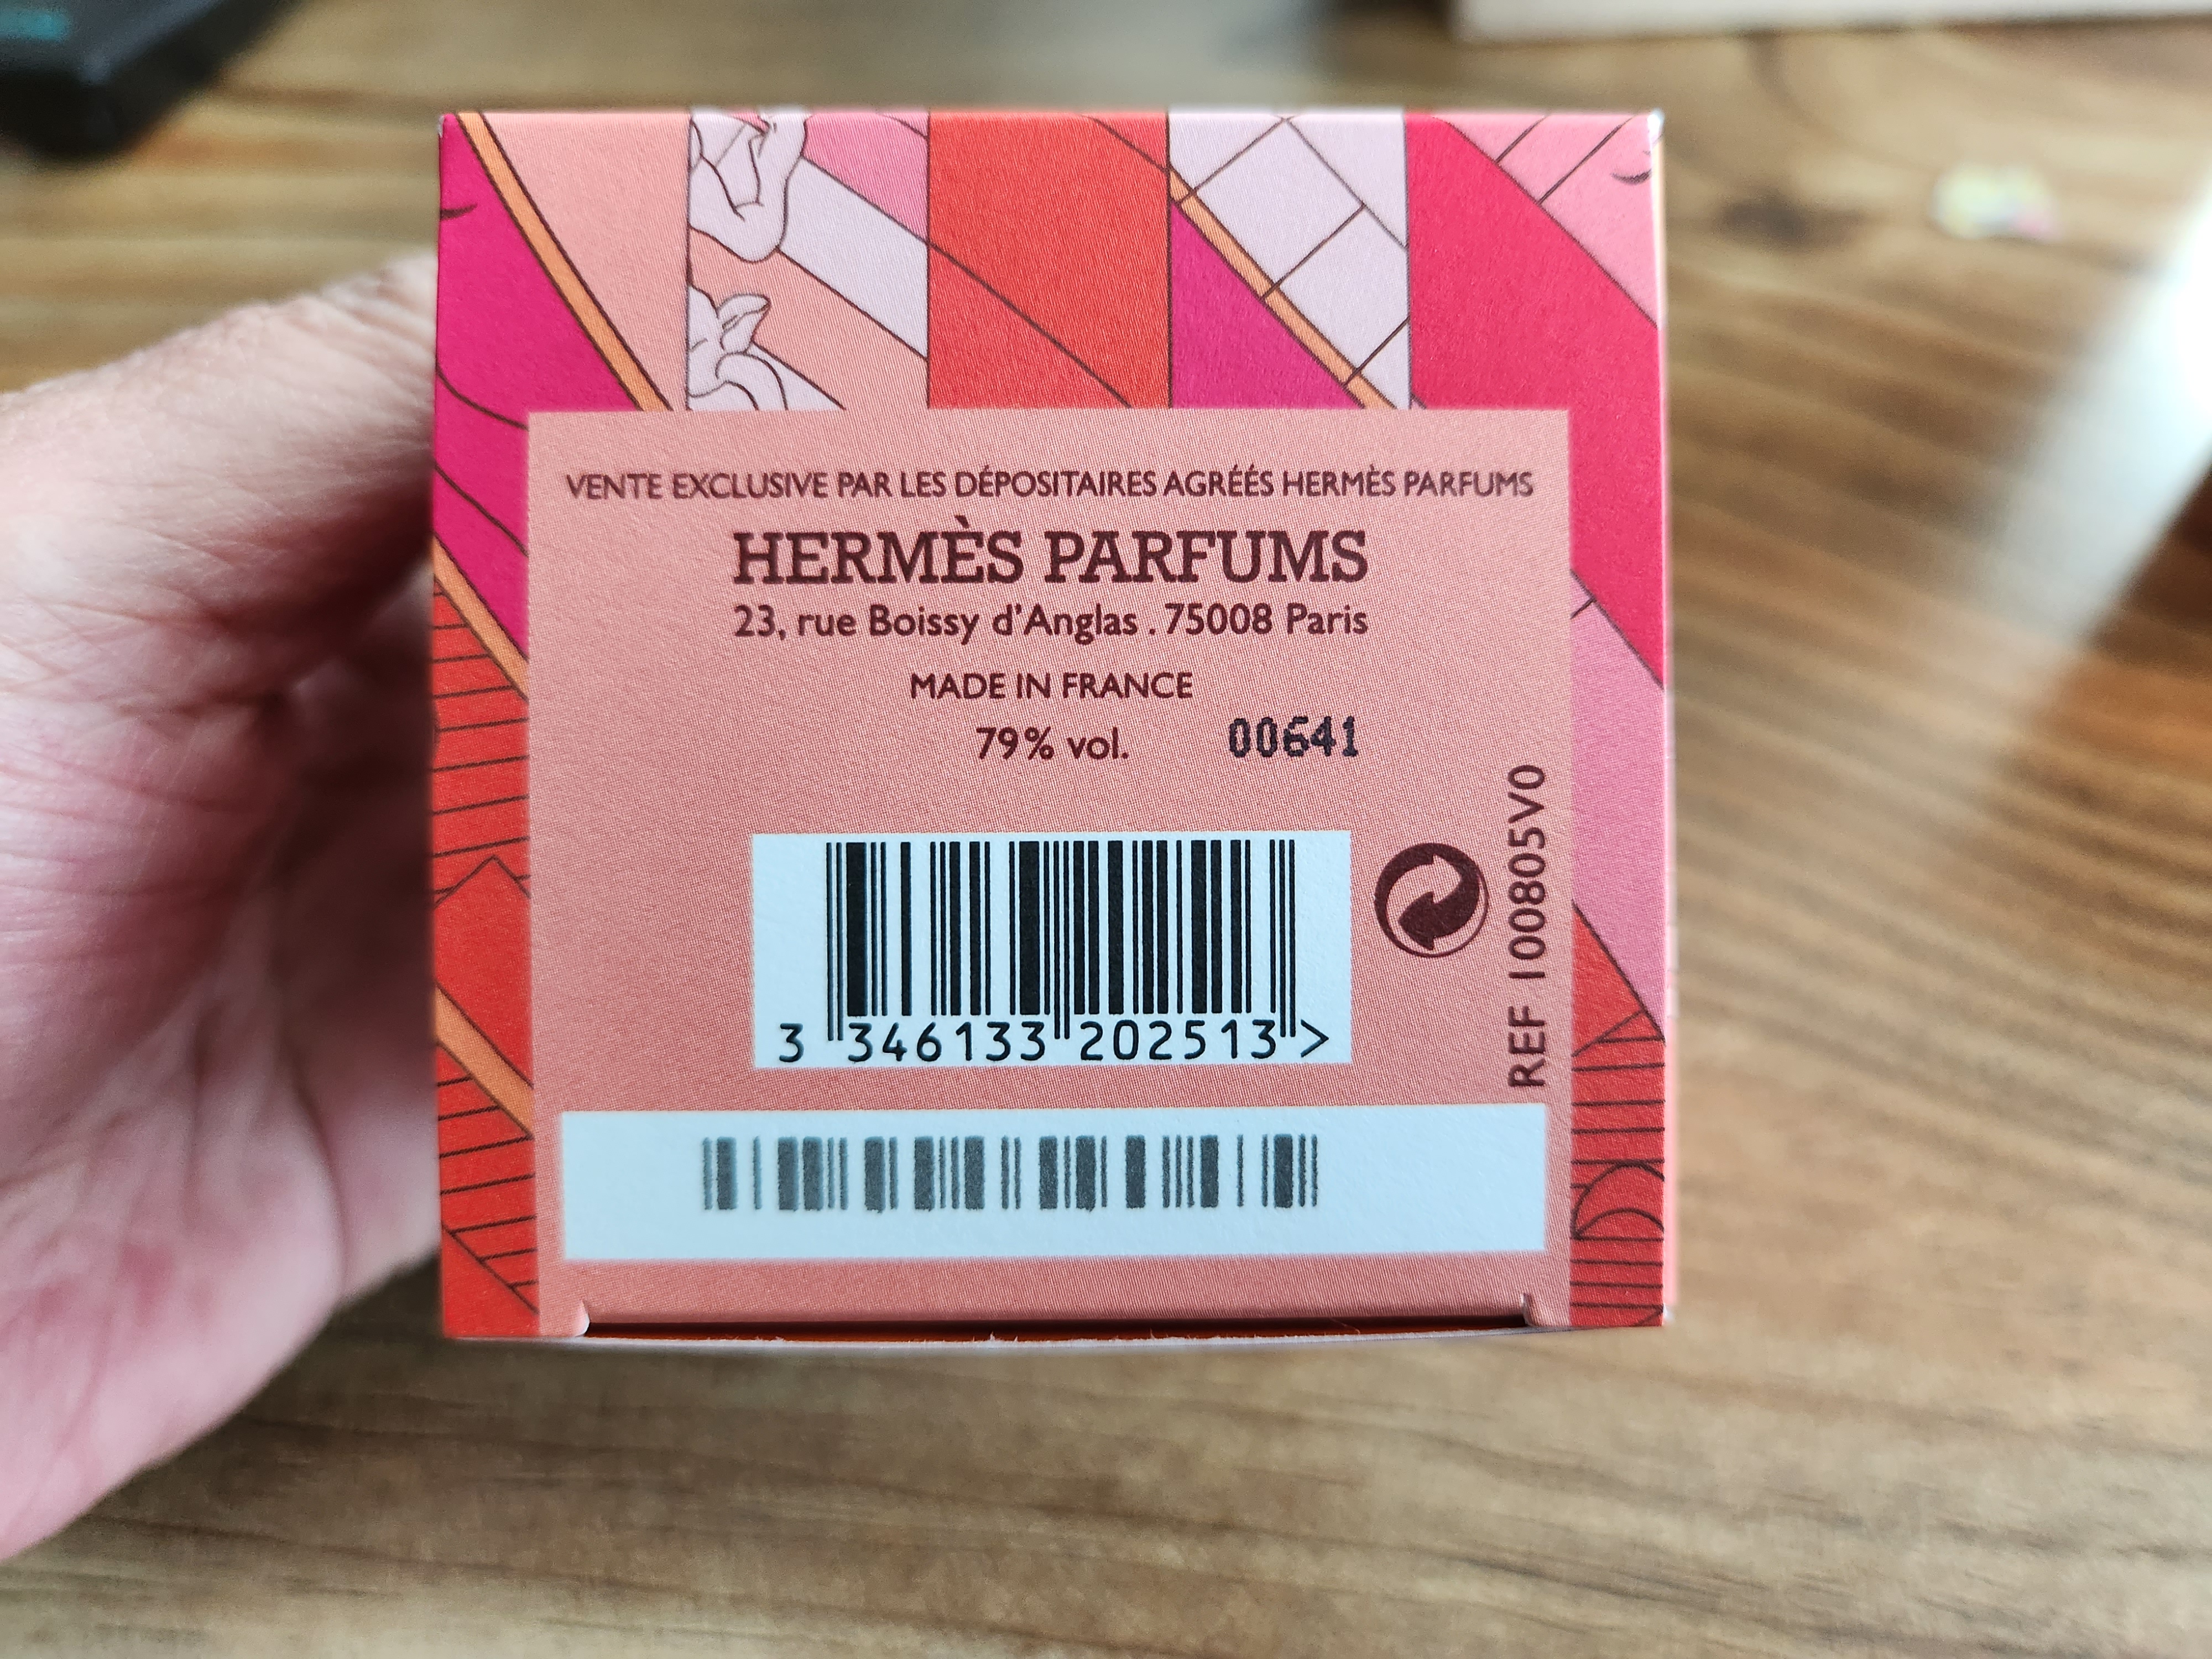 VENTE EXCLUSIVE PAR LES DÉPOSITAIRES AGRÉÉS HERMÈS PARFUMS
HERMÈS PARFUMS
23, rue Boissy d'Anglas . 75008 Paris
MADE IN FRANCE
79% vol. 00641
REF 100805V0
3 346133 202513 >